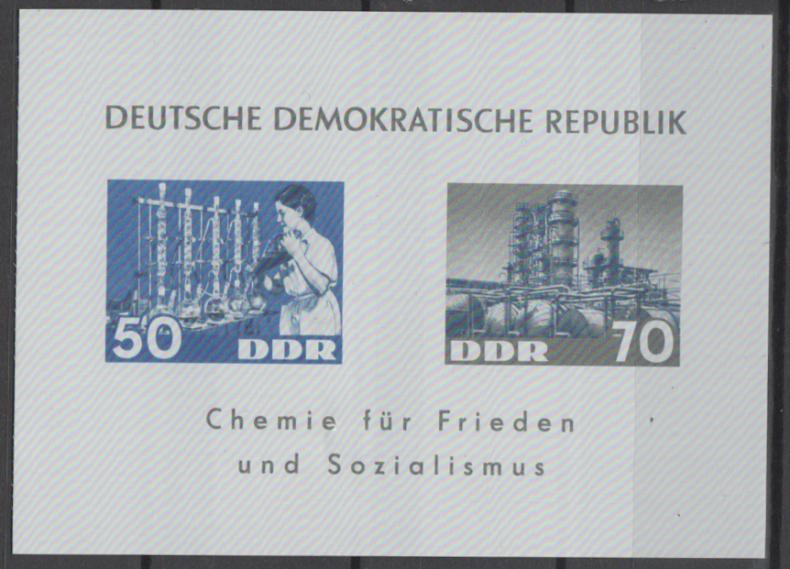 DEUTSCHE DEMOKRATISCHE REPUBLIK
50 DDR
DDR 70
Chemie für Frieden
und Sozialismus